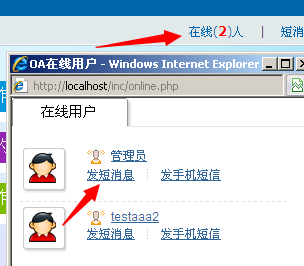 在线(2)人 | 短消
OA在线用户 - Windows Internet Explorer
http://localhost/inc/online.php
在线用户
管理员
发短消息 发手机短信
testaaa2
发短消息 发手机短信